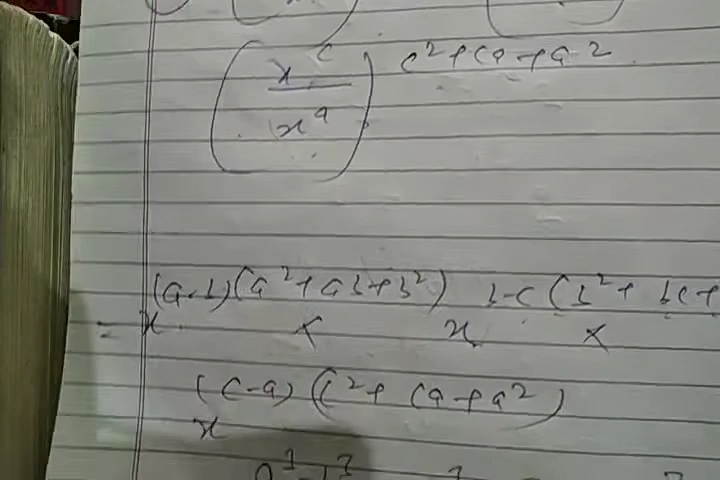 (x^c / x^a)^(c²+ca+a²)
= x^((a-b)(a²+ab+b²)) × x^(b-c(b²+bc+ ×
x^((c-a)(c²+ca+a²))